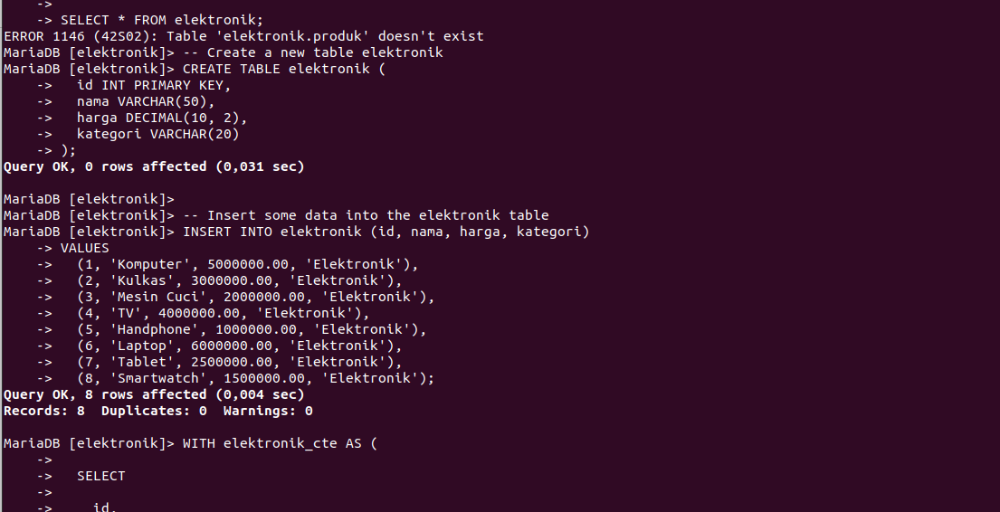 ->
    -> SELECT * FROM elektronik;
ERROR 1146 (42S02): Table 'elektronik.produk' doesn't exist
MariaDB [elektronik]> -- Create a new table elektronik
MariaDB [elektronik]> CREATE TABLE elektronik (
    ->   id INT PRIMARY KEY,
    ->   nama VARCHAR(50),
    ->   harga DECIMAL(10, 2),
    ->   kategori VARCHAR(20)
    -> );
Query OK, 0 rows affected (0,031 sec)

MariaDB [elektronik]>
MariaDB [elektronik]> -- Insert some data into the elektronik table
MariaDB [elektronik]> INSERT INTO elektronik (id, nama, harga, kategori)
    -> VALUES
    ->   (1, 'Komputer', 5000000.00, 'Elektronik'),
    ->   (2, 'Kulkas', 3000000.00, 'Elektronik'),
    ->   (3, 'Mesin Cuci', 2000000.00, 'Elektronik'),
    ->   (4, 'TV', 4000000.00, 'Elektronik'),
    ->   (5, 'Handphone', 1000000.00, 'Elektronik'),
    ->   (6, 'Laptop', 6000000.00, 'Elektronik'),
    ->   (7, 'Tablet', 2500000.00, 'Elektronik'),
    ->   (8, 'Smartwatch', 1500000.00, 'Elektronik');
Query OK, 8 rows affected (0,004 sec)
Records: 8  Duplicates: 0  Warnings: 0

MariaDB [elektronik]> WITH elektronik_cte AS (
    ->
    ->   SELECT
    ->
    ->     id,